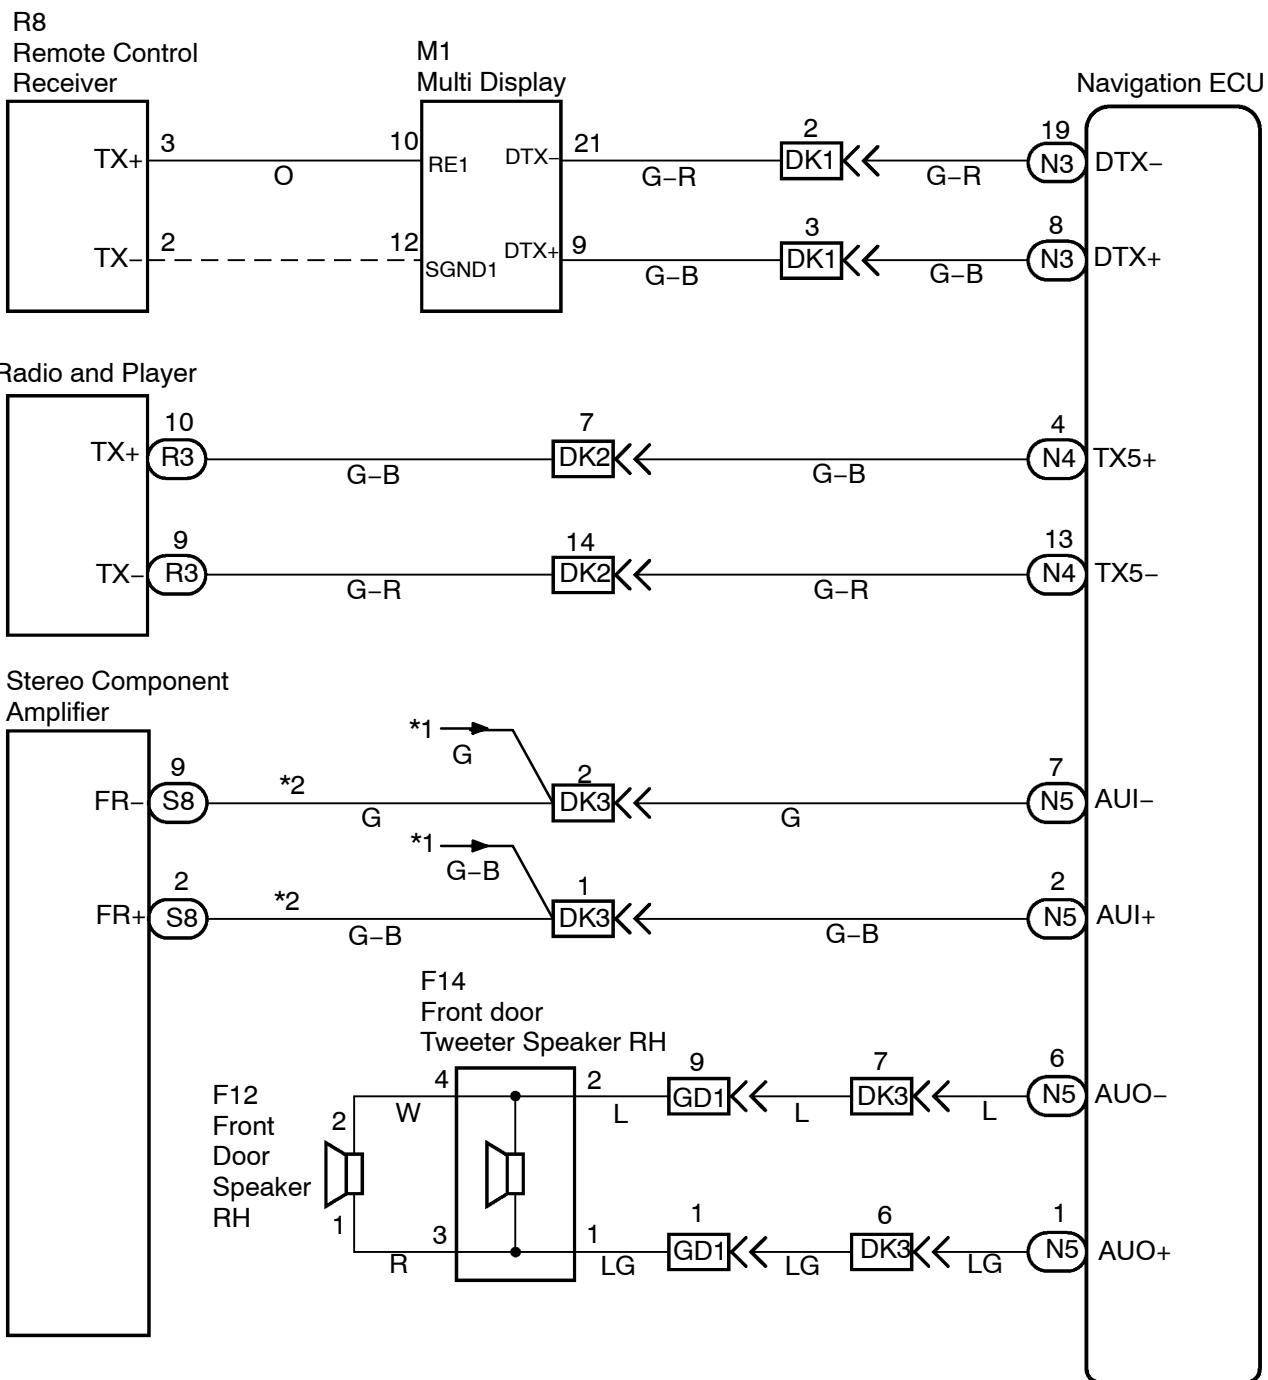 R8
Remote Control
Receiver
M1
Multi Display
Navigation ECU
TX+ 3 O 10 RE1 DTX– 21 G–R 2 DK1 G–R 19 N3 DTX–
TX– 2 12 SGND1 DTX+ 9 G–B 3 DK1 G–B 8 N3 DTX+
Radio and Player
TX+ 10 R3 G–B 7 DK2 G–B 4 N4 TX5+
TX– 9 R3 G–R 14 DK2 G–R 13 N4 TX5–
Stereo Component
Amplifier
*1 G
FR– 9 S8 *2 G 2 DK3 G 7 N5 AUI–
*1 G–B
FR+ 2 S8 *2 G–B 1 DK3 G–B 2 N5 AUI+
F14
Front door
Tweeter Speaker RH
F12
Front
Door
Speaker
RH
2 W 4 2 L 9 GD1 L 7 DK3 L 6 N5 AUO–
1 R 3 1 LG 1 GD1 LG 6 DK3 LG 1 N5 AUO+